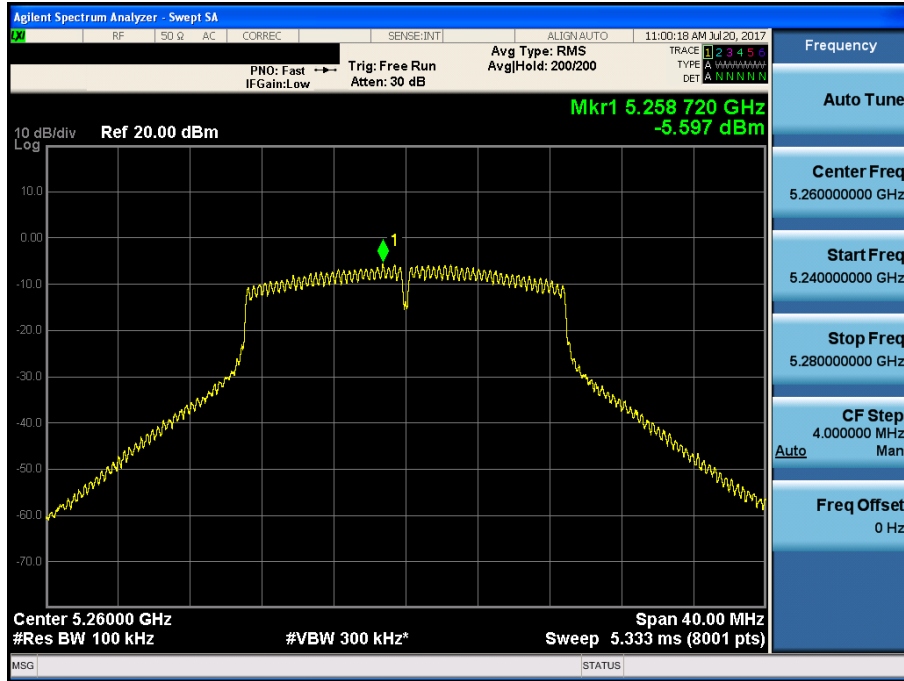 Agilent Spectrum Analyzer - Swept SA
LXI RF 50 Ω AC CORREC SENSE:INT ALIGN AUTO 11:00:18 AM Jul 20, 2017
Frequency
PNO: Fast Trig: Free Run Avg Type: RMS TRACE 1 2 3 4 5 6
IFGain:Low Atten: 30 dB Avg|Hold: 200/200 TYPE A WWWWW
DET A N N N N N
Auto Tune
Mkr1 5.258 720 GHz
-5.597 dBm
10 dB/div Ref 20.00 dBm
Log
10.0
0.00
-10.0
-20.0
-30.0
-40.0
-50.0
-60.0
-70.0
1
Center Freq
5.260000000 GHz
Start Freq
5.240000000 GHz
Stop Freq
5.280000000 GHz
CF Step
4.000000 MHz
Auto Man
Freq Offset
0 Hz
Center 5.26000 GHz Span 40.00 MHz
#Res BW 100 kHz #VBW 300 kHz* Sweep 5.333 ms (8001 pts)
MSG STATUS